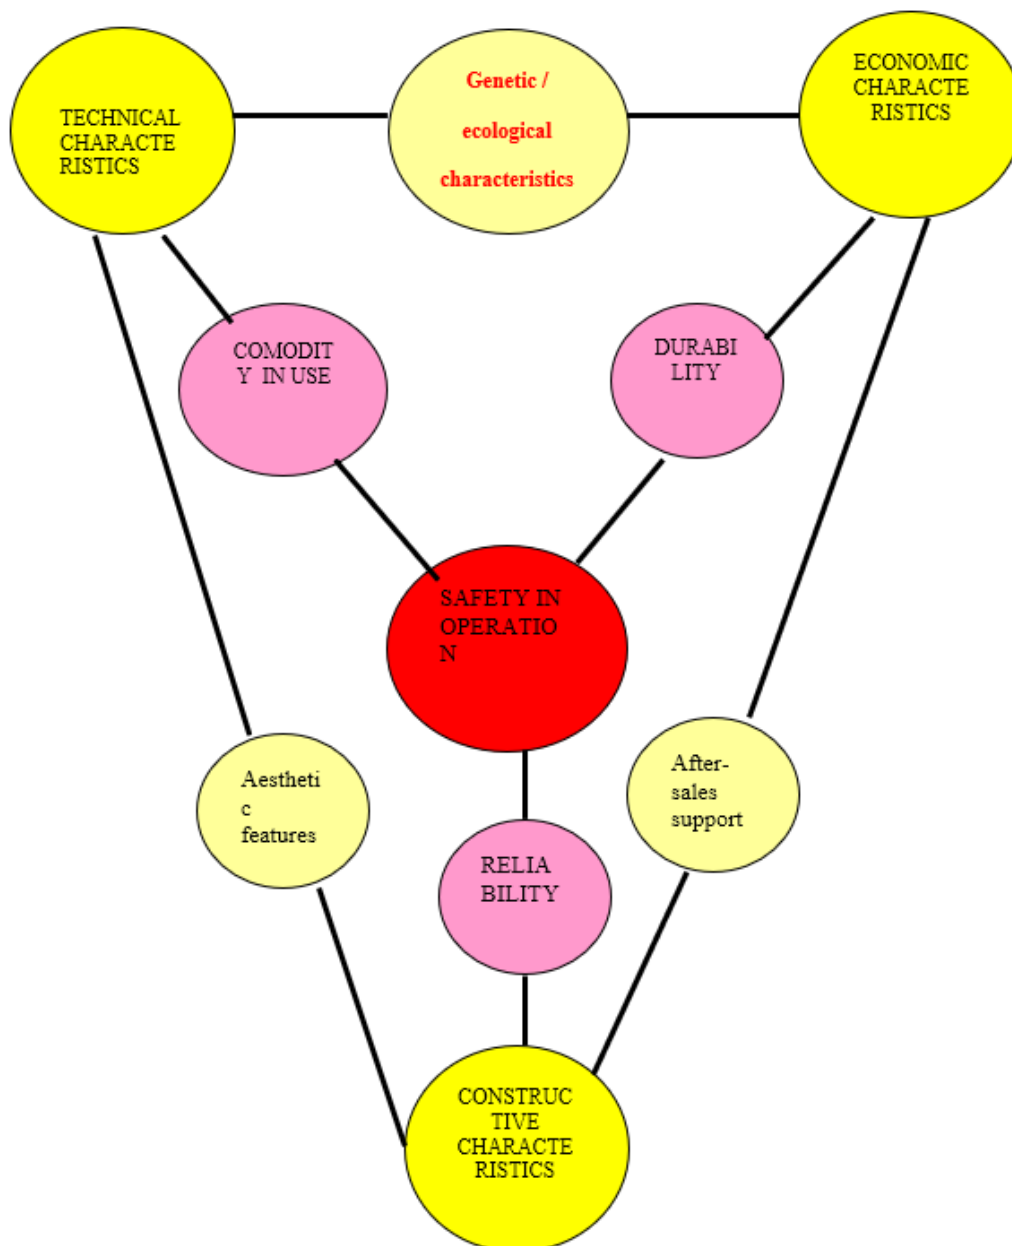 TECHNICAL
CHARACTE
RISTICS
Genetic /
ecological
characteristics
ECONOMIC
CHARACTE
RISTICS
COMODIT
Y IN USE
DURABI
LITY
SAFETY IN
OPERATIO
N
Aestheti
c
features
After-
sales
support
RELIA
BILITY
CONSTRUC
TIVE
CHARACTE
RISTICS